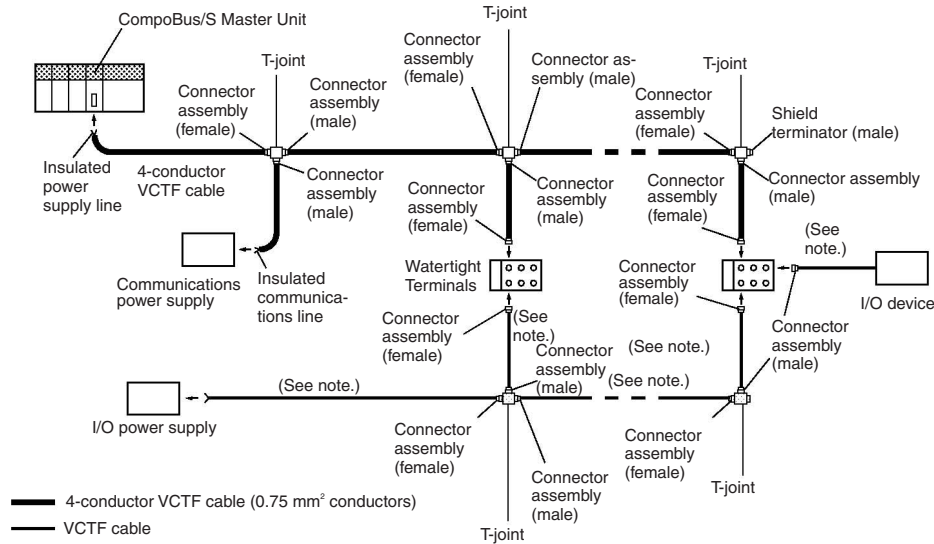 CompoBus/S Master Unit
T-joint
T-joint
T-joint
Connector
assembly
(female)
Connector
assembly
(male)
Connector
assembly
(female)
Connector as-
sembly (male)
Connector
assembly
(female)
Shield
terminator (male)
Insulated
power
supply line
4-conductor
VCTF cable
Connector
assembly
(male)
Connector
assembly
(female)
Connector
assembly
(male)
Connector
assembly
(female)
Connector assembly
(male)
Communications
power supply
Insulated
communica-
tions line
Watertight
Terminals
Connector
assembly
(female)
(See
note.)
I/O device
Connector
assembly
(female)
(See
note.)
Connector
assembly
(male)
(See note.)
Connector
assembly
(male)
I/O power supply
(See note.)
(See note.)
Connector
assembly
(female)
Connector
assembly
(male)
Connector
assembly
(female)
T-joint
T-joint
4-conductor VCTF cable (0.75 mm² conductors)
VCTF cable